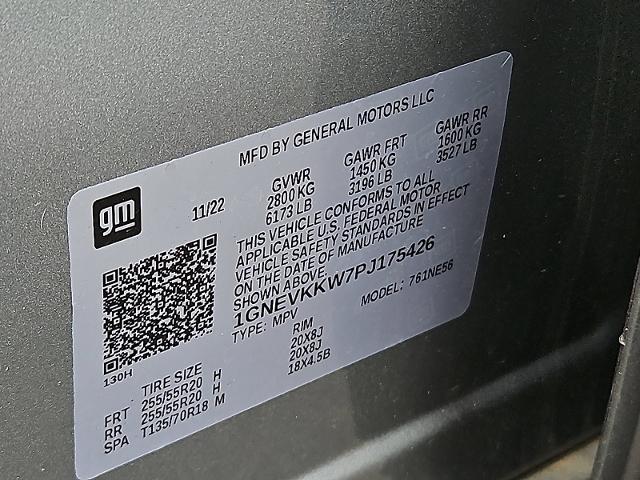 MFD BY GENERAL MOTORS LLC
gm
11/22
GVWR GAWR FRT GAWR RR
2800 KG 1450 KG 1600 KG
6173 LB 3196 LB 3527 LB
THIS VEHICLE CONFORMS TO ALL
APPLICABLE U.S. FEDERAL MOTOR
VEHICLE SAFETY STANDARDS IN EFFECT
ON THE DATE OF MANUFACTURE
SHOWN ABOVE.
1GNEVKKW7PJ175426
TYPE: MPV MODEL: 761NE56
130H
TIRE SIZE RIM
FRT 255/55R20 H 20X8J
RR 255/55R20 H 20X8J
SPA T135/70R18 M 18X4.5B